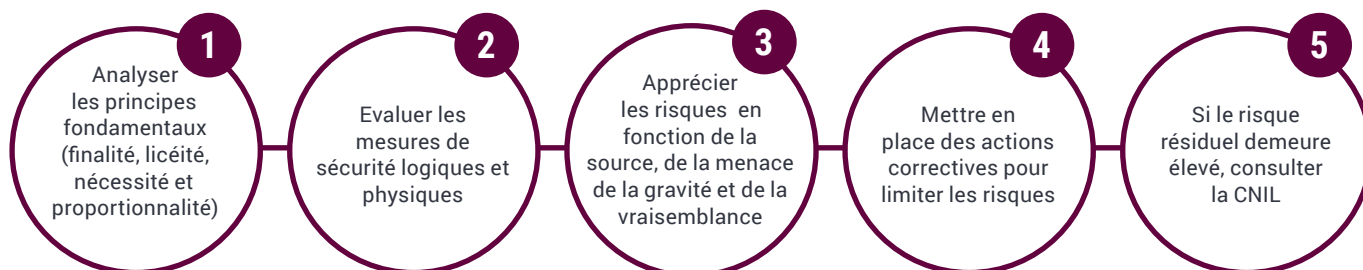 1
Analyser
les principes
fondamentaux
(finalité, licéité,
nécessité et
proportionnalité)
2
Evaluer les
mesures de
sécurité logiques et
physiques
3
Apprécier
les risques en
fonction de la
source, de la menace
de la gravité et de la
vraisemblance
4
Mettre en
place des actions
correctives pour
limiter les risques
5
Si le risque
résiduel demeure
élevé, consulter
la CNIL